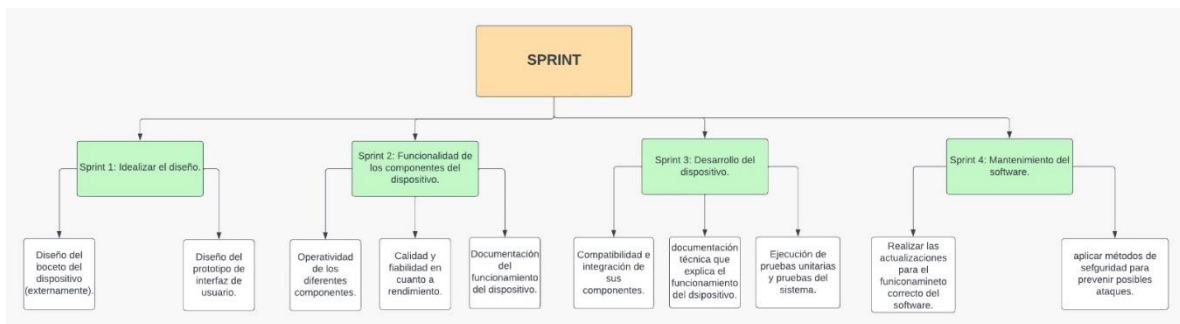 SPRINT
Sprint 1: Idealizar el diseño.
Sprint 2: Funcionalidad de
los componentes del
dispositivo.
Sprint 3: Desarrollo del
dispositivo.
Sprint 4: Mantenimiento del
software.
Diseño del
boceto del
dispositivo
(externamente).
Diseño del
prototipo de
interfaz de
usuario.
Operatividad
de los
diferentes
componentes.
Calidad y
fiabilidad en
cuanto a
rendimiento.
Documentación
del
funcionamiento
del dispositivo.
Compatibilidad e
integración de
sus
componentes.
documentación
técnica que
explica el
funcionamiento
del dsipositivo.
Ejecución de
pruebas unitarias
y pruebas del
sistema.
Realizar las
actualizaciones
para el
funiconamineto
correcto del
software.
aplicar métodos de
sefguridad para
prevenir posibles
ataques.